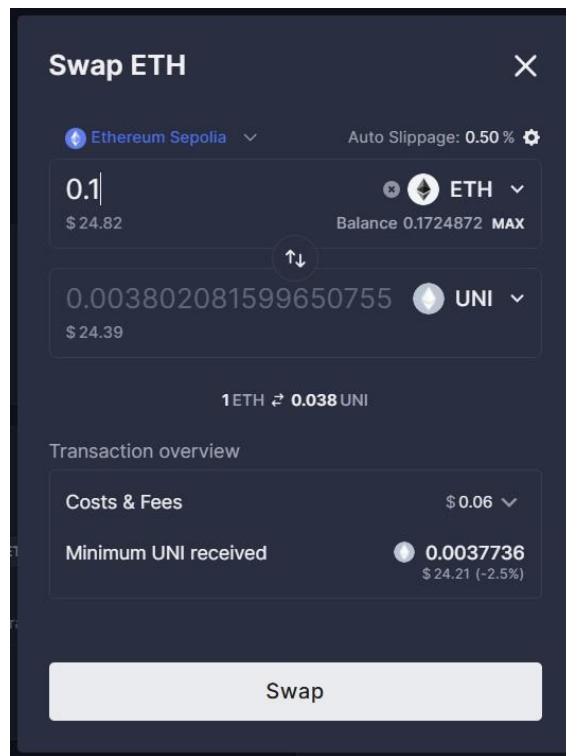 Swap ETH
Ethereum Sepolia Auto Slippage: 0.50 %
0.1 ETH
$ 24.82 Balance 0.1724872 MAX
0.003802081599650755 UNI
$ 24.39
1 ETH ⇄ 0.038 UNI
Transaction overview
Costs & Fees $ 0.06
Minimum UNI received 0.0037736
$ 24.21 (-2.5%)
Swap